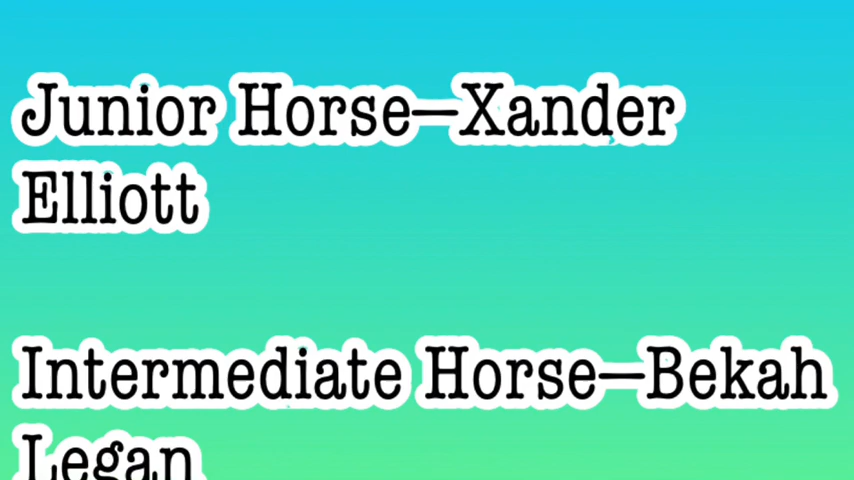 Junior Horse—Xander
Elliott
Intermediate Horse—Bekah
Legan